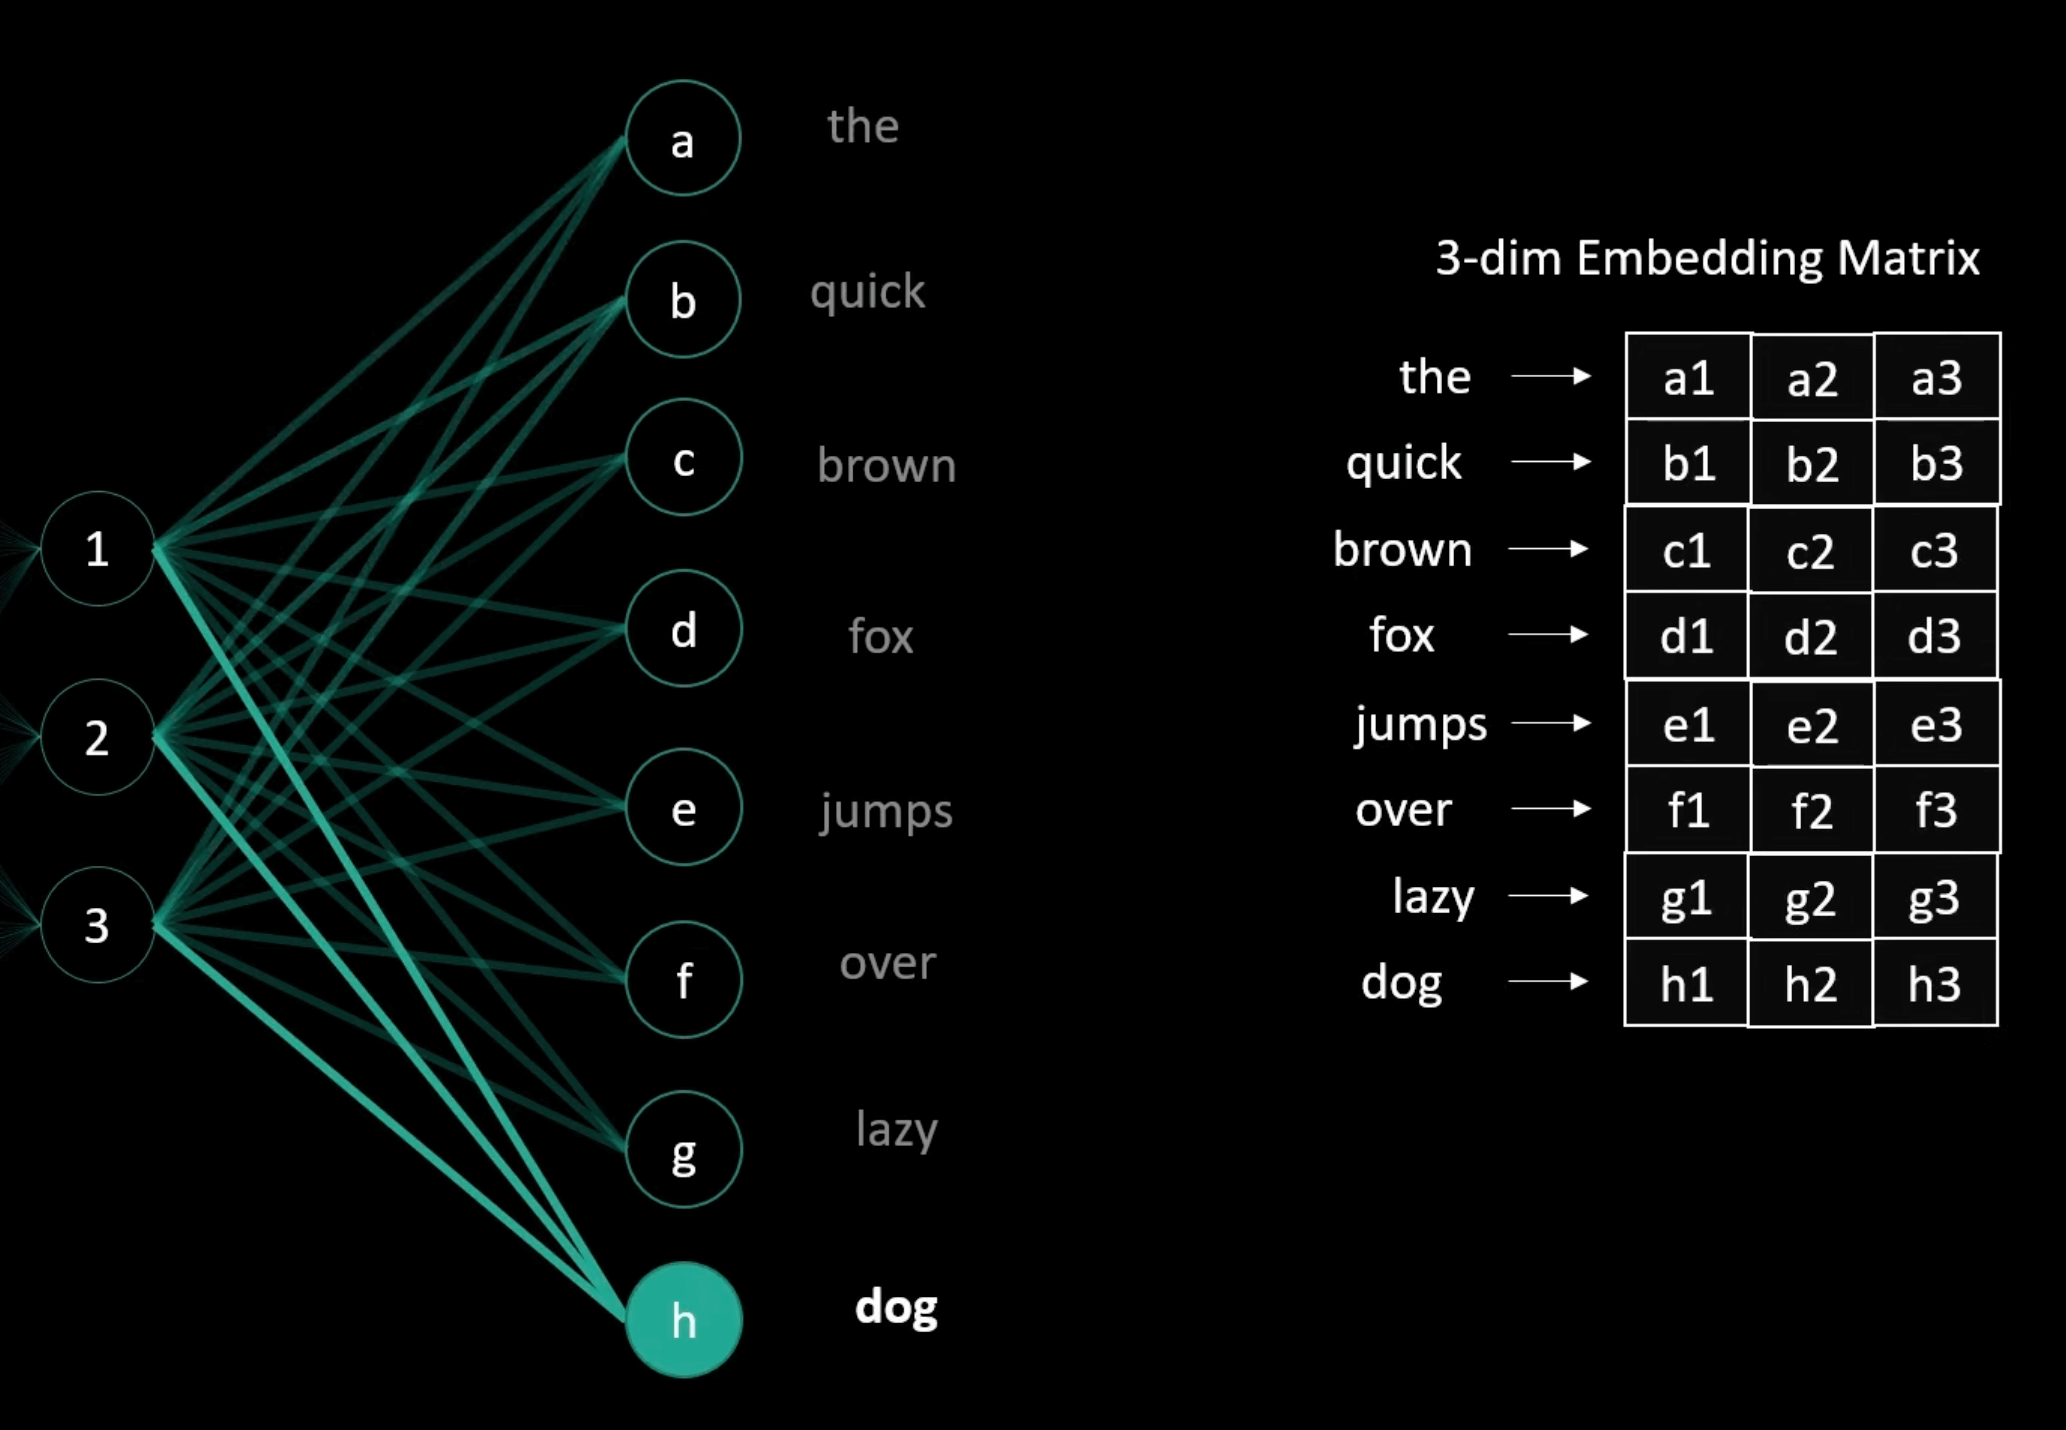 a the
b quick
c brown
d fox
e jumps
f over
g lazy
h dog
1
2
3
3-dim Embedding Matrix
the a1 a2 a3
quick b1 b2 b3
brown c1 c2 c3
fox d1 d2 d3
jumps e1 e2 e3
over f1 f2 f3
lazy g1 g2 g3
dog h1 h2 h3